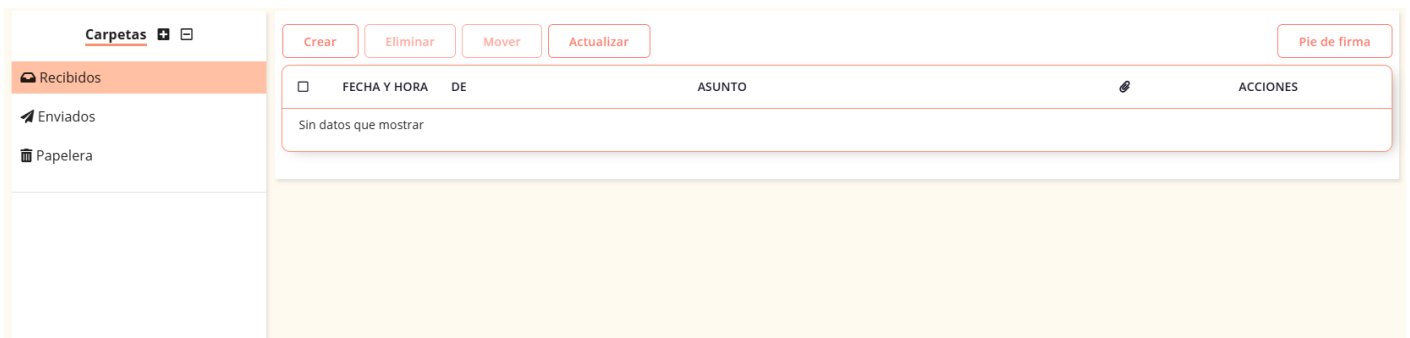 Carpetas
Recibidos
Enviados
Papelera
Crear Eliminar Mover Actualizar Pie de firma
FECHA Y HORA DE ASUNTO ACCIONES
Sin datos que mostrar